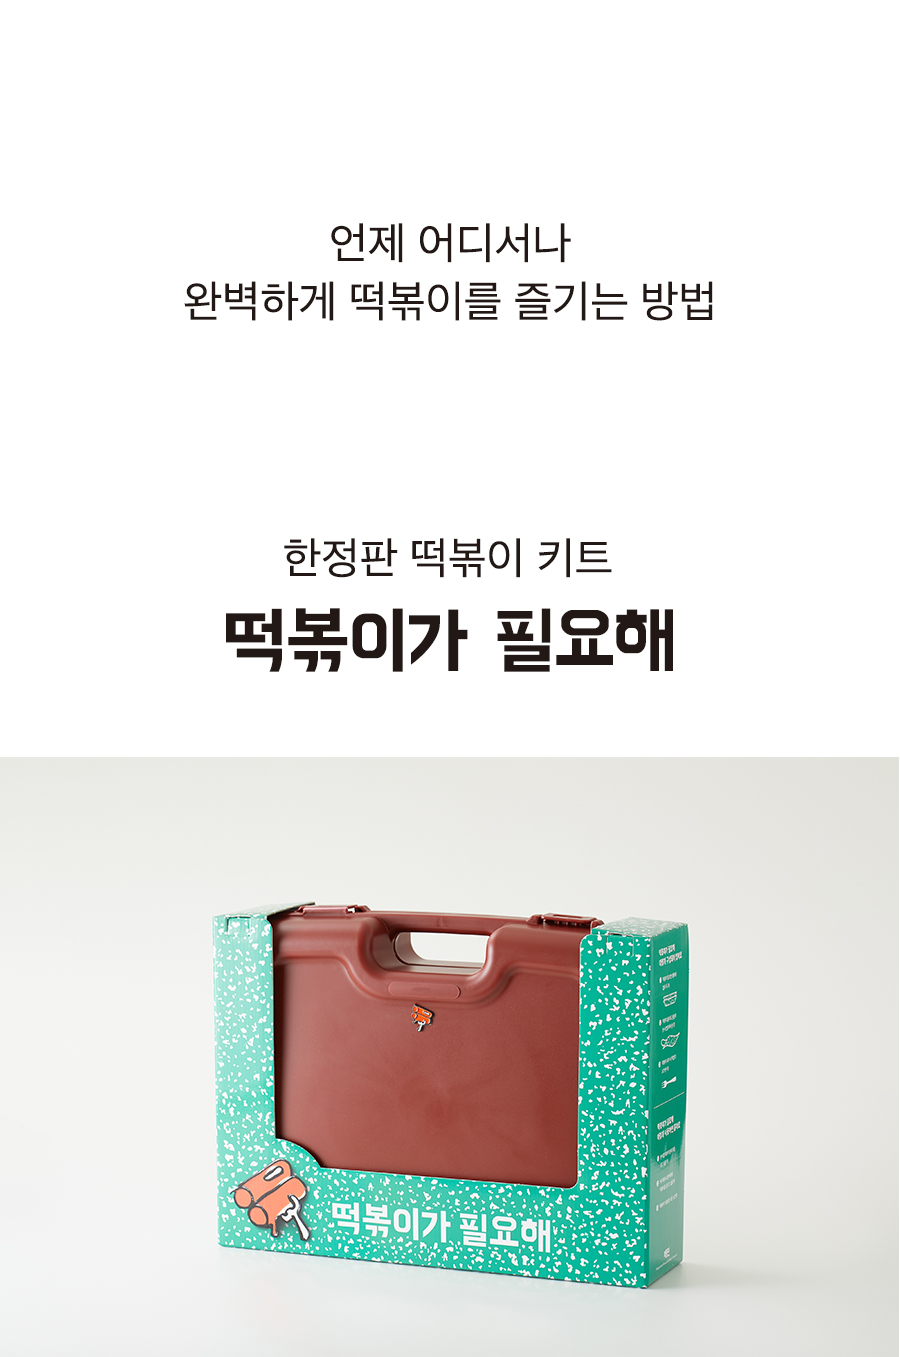 언제 어디서나
완벽하게 떡볶이를 즐기는 방법
한정판 떡볶이 키트
떡볶이가 필요해
떡볶이가 필요해